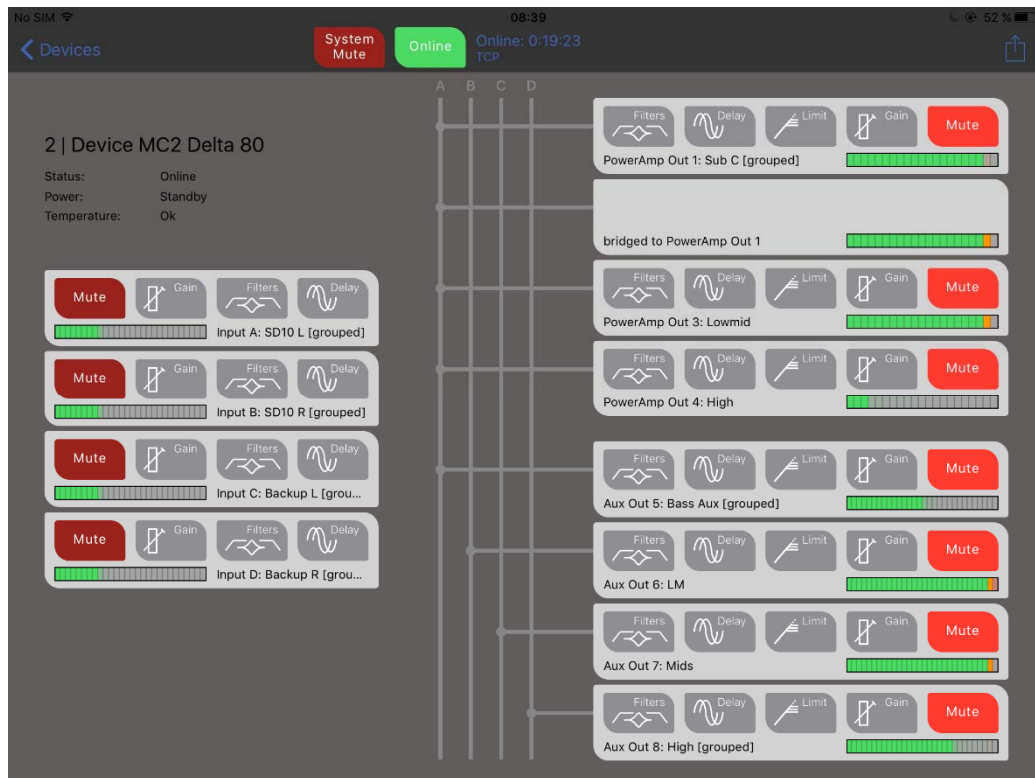 No SIM 08:39 52 %
Devices
System
Mute
Online
Online: 0:19:23
TCP
A B C D
2 | Device MC2 Delta 80
Status: Online
Power: Standby
Temperature: Ok
Mute Gain Filters Delay
Input A: SD10 L [grouped]
Mute Gain Filters Delay
Input B: SD10 R [grouped]
Mute Gain Filters Delay
Input C: Backup L [grou...
Mute Gain Filters Delay
Input D: Backup R [grou...
Filters Delay Limit Gain Mute
PowerAmp Out 1: Sub C [grouped]
bridged to PowerAmp Out 1
Filters Delay Limit Gain Mute
PowerAmp Out 3: Lowmid
Filters Delay Limit Gain Mute
PowerAmp Out 4: High
Filters Delay Limit Gain Mute
Aux Out 5: Bass Aux [grouped]
Filters Delay Limit Gain Mute
Aux Out 6: LM
Filters Delay Limit Gain Mute
Aux Out 7: Mids
Filters Delay Limit Gain Mute
Aux Out 8: High [grouped]